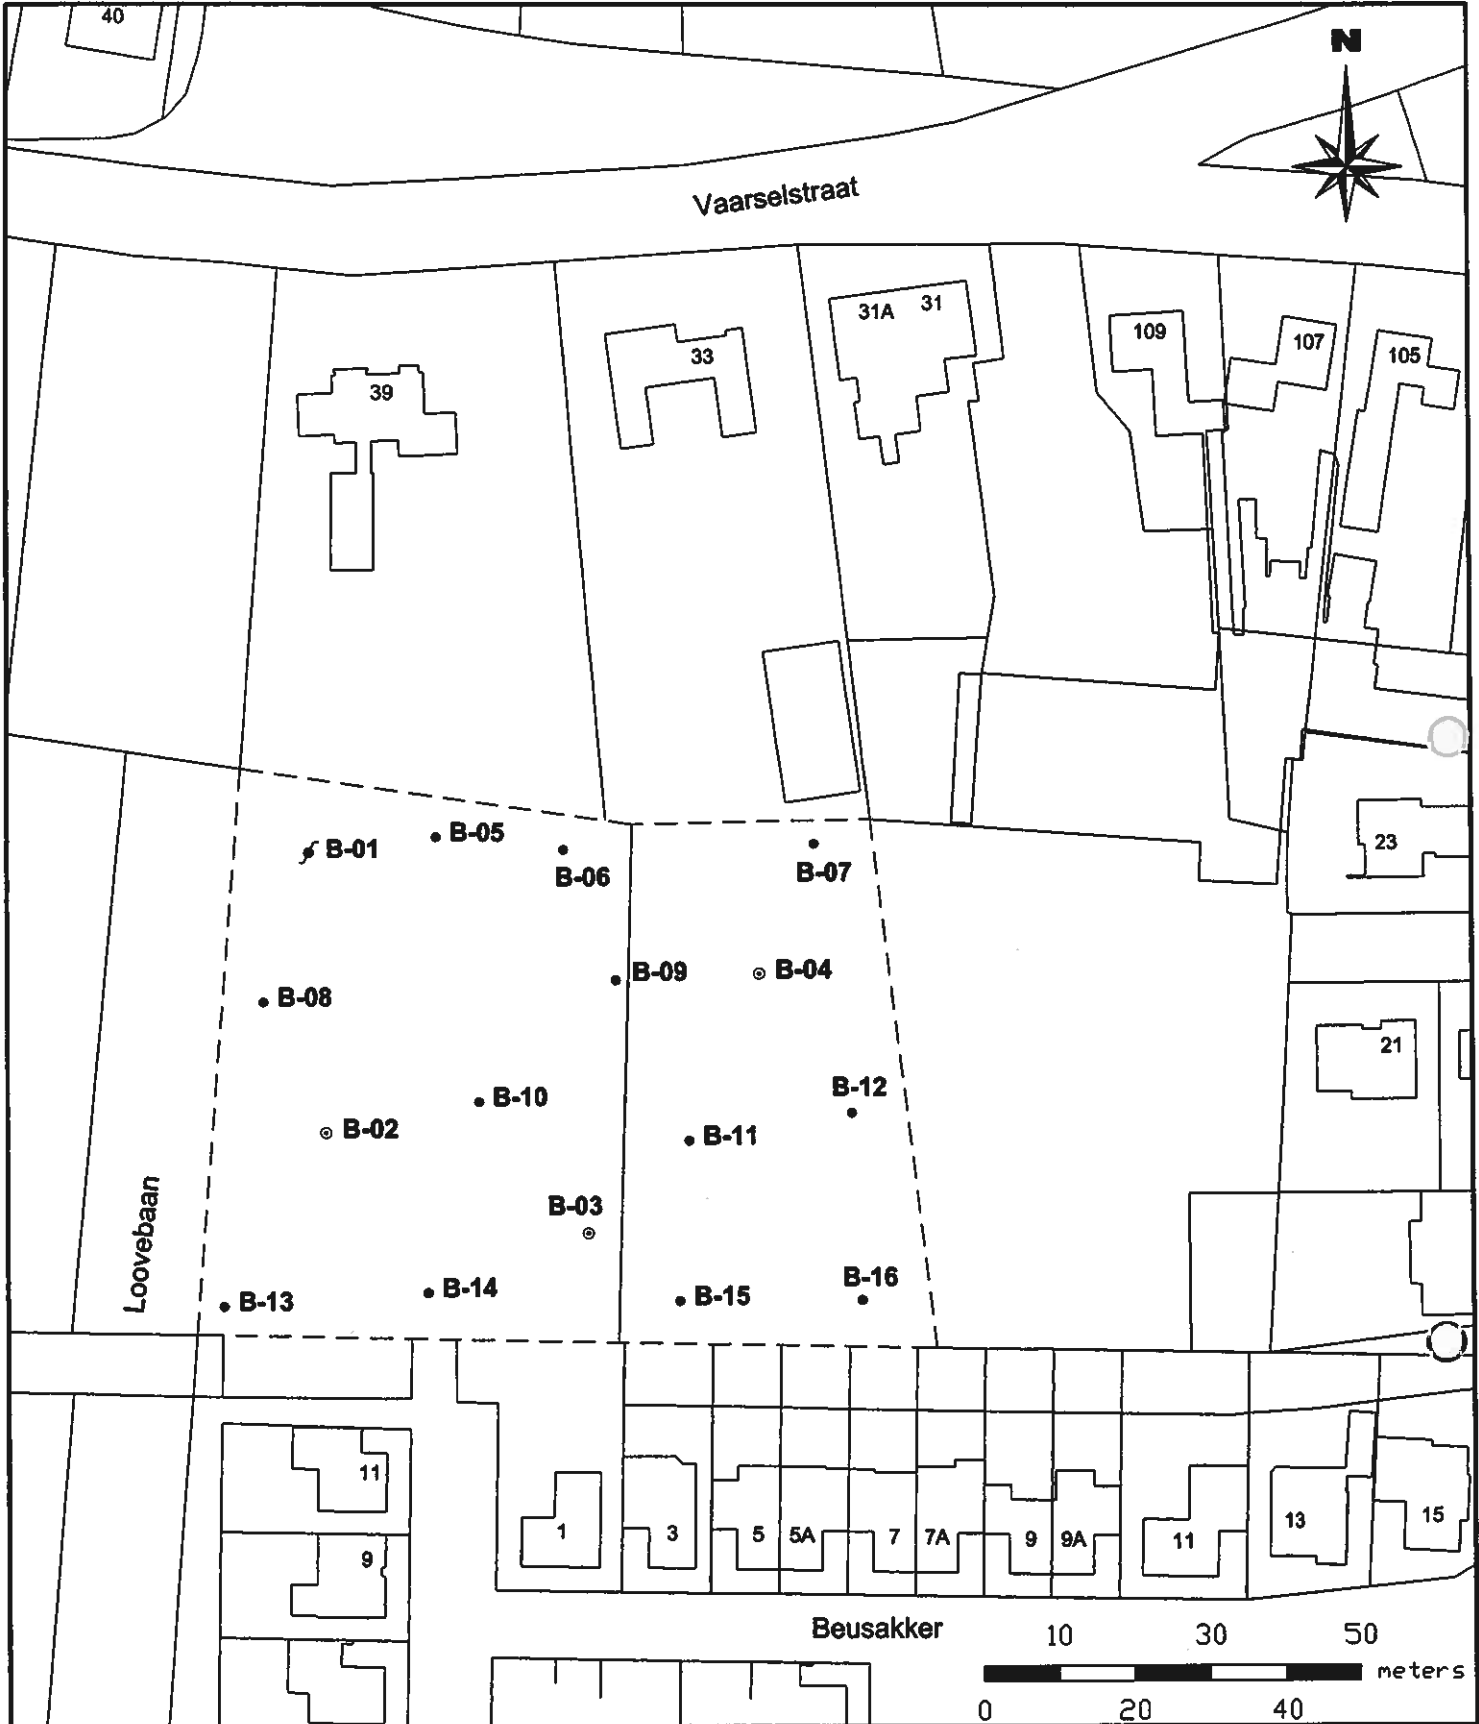 40
N
Vaarselstraat
31A 31
109
107
105
33
39
23
B-01
B-05
B-06
B-07
B-09
B-04
B-08
21
B-10
B-12
B-02
B-11
B-03
Loovebaan
B-13
B-14
B-15
B-16
11
9
1
3
5
5A
7
7A
9
9A
11
13
15
Beusakker
10 30 50
meters
0 20 40